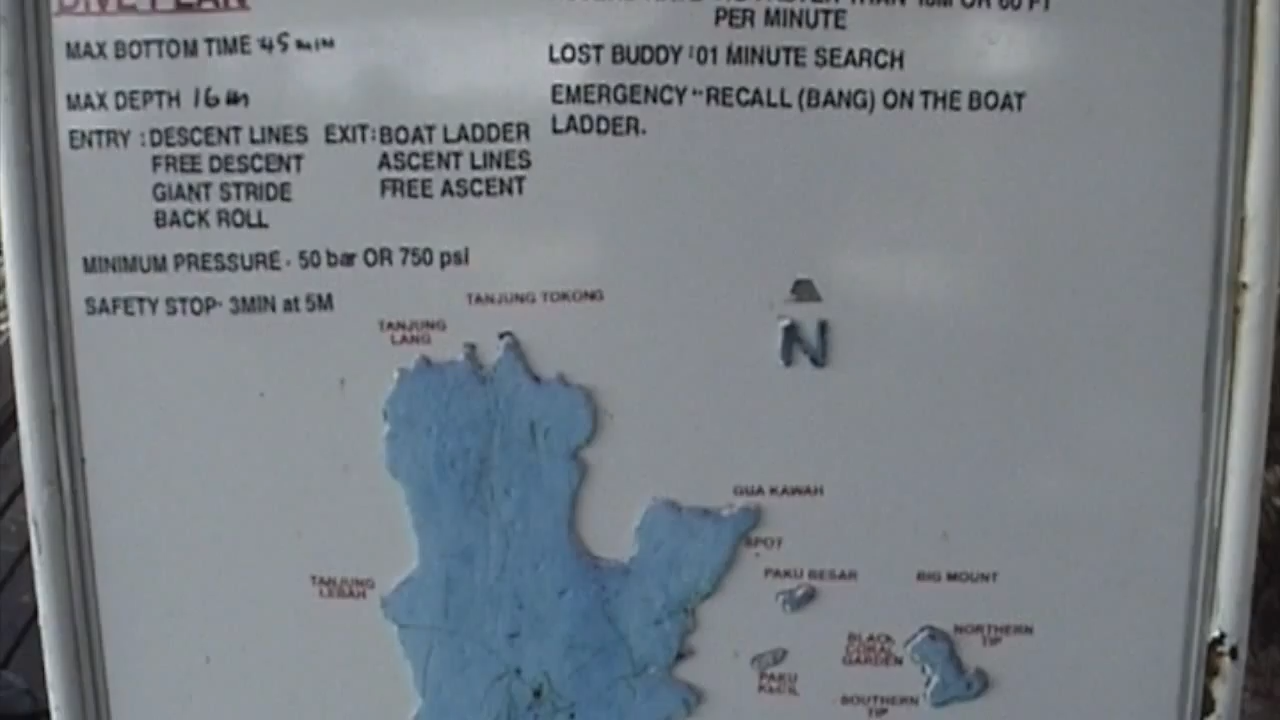 DIVE PLAN
MAX BOTTOM TIME 45 min
MAX DEPTH 16 m
ENTRY : DESCENT LINES
FREE DESCENT
GIANT STRIDE
BACK ROLL
EXIT: BOAT LADDER
ASCENT LINES
FREE ASCENT
MINIMUM PRESSURE - 50 bar OR 750 psi
SAFETY STOP- 3MIN at 5M
PER MINUTE
LOST BUDDY : 01 MINUTE SEARCH
EMERGENCY - RECALL (BANG) ON THE BOAT
LADDER.
N
TANJUNG TOKONG
TANJUNG
LANG
GUA KAWAH
SPOT
PAKU BESAR
BIG MOUNT
TANJUNG
LEBAH
NORTHERN
TIP
BLACK
CORAL
GARDEN
PAKU
KECIL
SOUTHERN
TIP